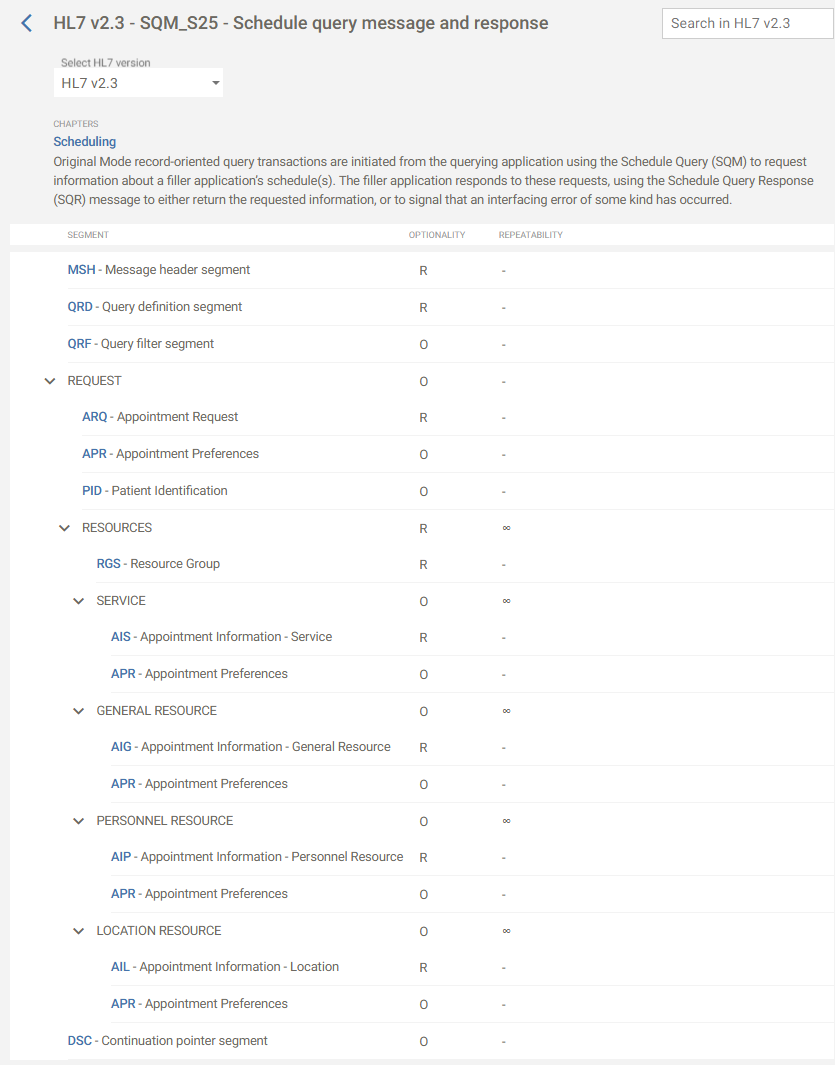 HL7 v2.3 - SQM_S25 - Schedule query message and response
Search in HL7 v2.3
Select HL7 version
HL7 v2.3
CHAPTERS
Scheduling
Original Mode record-oriented query transactions are initiated from the querying application using the Schedule Query (SQM) to request
information about a filler application's schedule(s). The filler application responds to these requests, using the Schedule Query Response
(SQR) message to either return the requested information, or to signal that an interfacing error of some kind has occurred.
SEGMENT OPTIONALITY REPEATABILITY
MSH - Message header segment R -
QRD - Query definition segment R -
QRF - Query filter segment O -
REQUEST O -
ARQ - Appointment Request R -
APR - Appointment Preferences O -
PID - Patient Identification O -
RESOURCES R ∞
RGS - Resource Group R -
SERVICE O ∞
AIS - Appointment Information - Service R -
APR - Appointment Preferences O -
GENERAL RESOURCE O ∞
AIG - Appointment Information - General Resource R -
APR - Appointment Preferences O -
PERSONNEL RESOURCE O ∞
AIP - Appointment Information - Personnel Resource R -
APR - Appointment Preferences O -
LOCATION RESOURCE O ∞
AIL - Appointment Information - Location R -
APR - Appointment Preferences O -
DSC - Continuation pointer segment O -